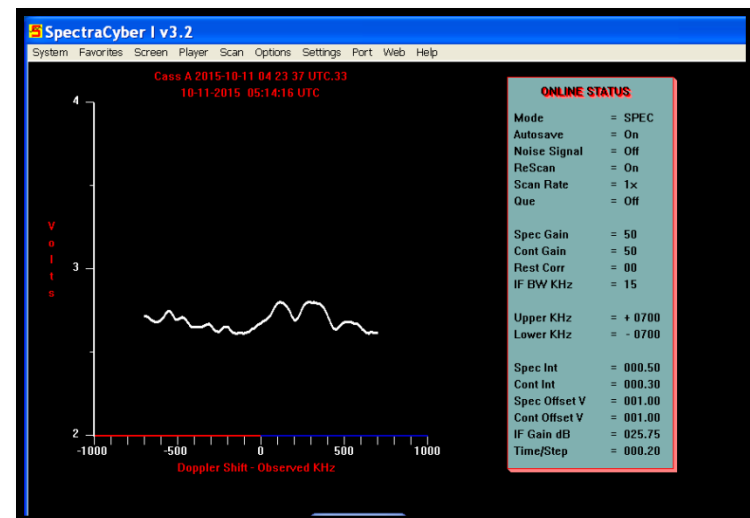 SpectraCyber I v3.2
System Favorites Screen Player Scan Options Settings Port Web Help
Cass A 2015-10-11 04 23 37 UTC.33
10-11-2015 05:14:16 UTC
4
3
2
Volts
-1000 -500 0 500 1000
Doppler Shift - Observed KHz
ONLINE STATUS
Mode = SPEC
Autosave = On
Noise Signal = Off
ReScan = On
Scan Rate = 1x
Que = Off
Spec Gain = 50
Cont Gain = 50
Rest Corr = 00
IF BW KHz = 15
Upper KHz = + 0700
Lower KHz = - 0700
Spec Int = 000.50
Cont Int = 000.30
Spec Offset V = 001.00
Cont Offset V = 001.00
IF Gain dB = 025.75
Time/Step = 000.20